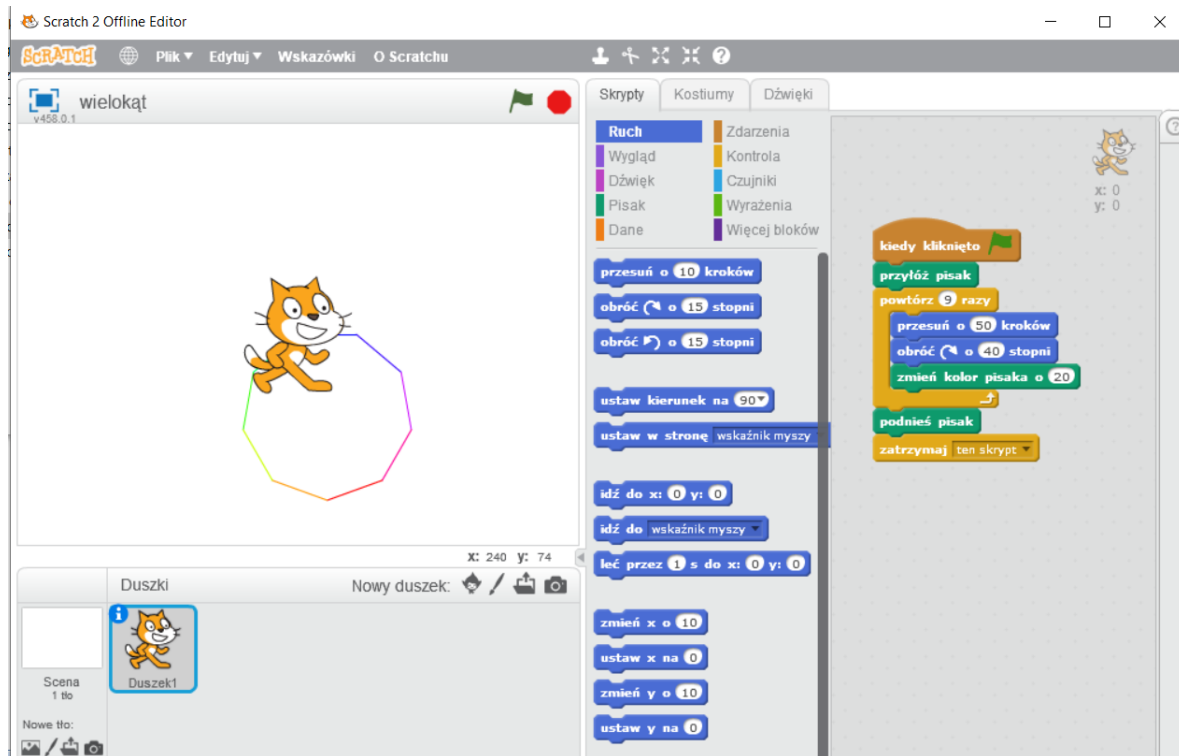 Scratch 2 Offline Editor
SCRATCH Plik Edytuj Wskazówki O Scratchu
wielokąt
v458.0.1
x: 240 y: 74
Duszki Nowy duszek:
Scena
1 tło
Nowe tło:
Duszek1
Skrypty Kostiumy Dźwięki
Ruch Zdarzenia
Wygląd Kontrola
Dźwięk Czujniki
Pisak Wyrażenia
Dane Więcej bloków
przesuń o 10 kroków
obróć o 15 stopni
obróć o 15 stopni
ustaw kierunek na 90
ustaw w stronę wskaźnik myszy
idź do x: 0 y: 0
idź do wskaźnik myszy
leć przez 1 s do x: 0 y: 0
zmień x o 10
ustaw x na 0
zmień y o 10
ustaw y na 0
x: 0
y: 0
kiedy kliknięto
przyłóż pisak
powtórz 9 razy
przesuń o 50 kroków
obróć o 40 stopni
zmień kolor pisaka o 20
podnieś pisak
zatrzymaj ten skrypt